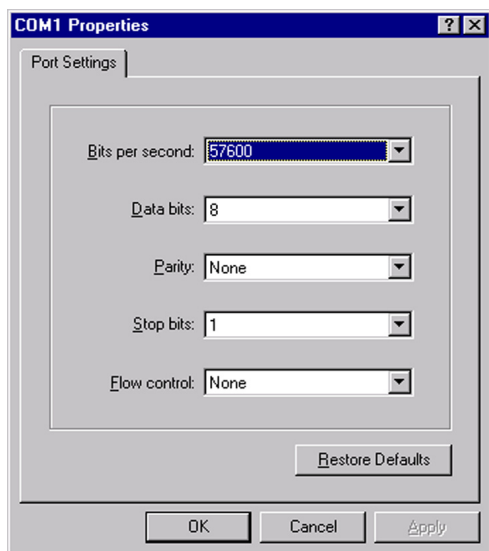 COM1 Properties
Port Settings
Bits per second: 57600
Data bits: 8
Parity: None
Stop bits: 1
Flow control: None
Restore Defaults
OK Cancel Apply